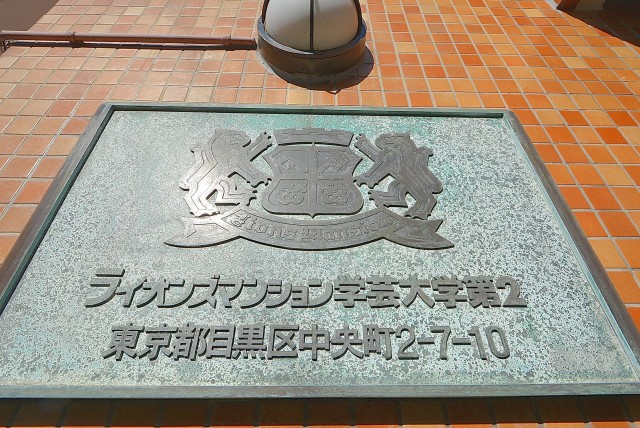 Lions Mansion
ライオンズマンション学芸大学第2
東京都目黒区中央町2-7-10